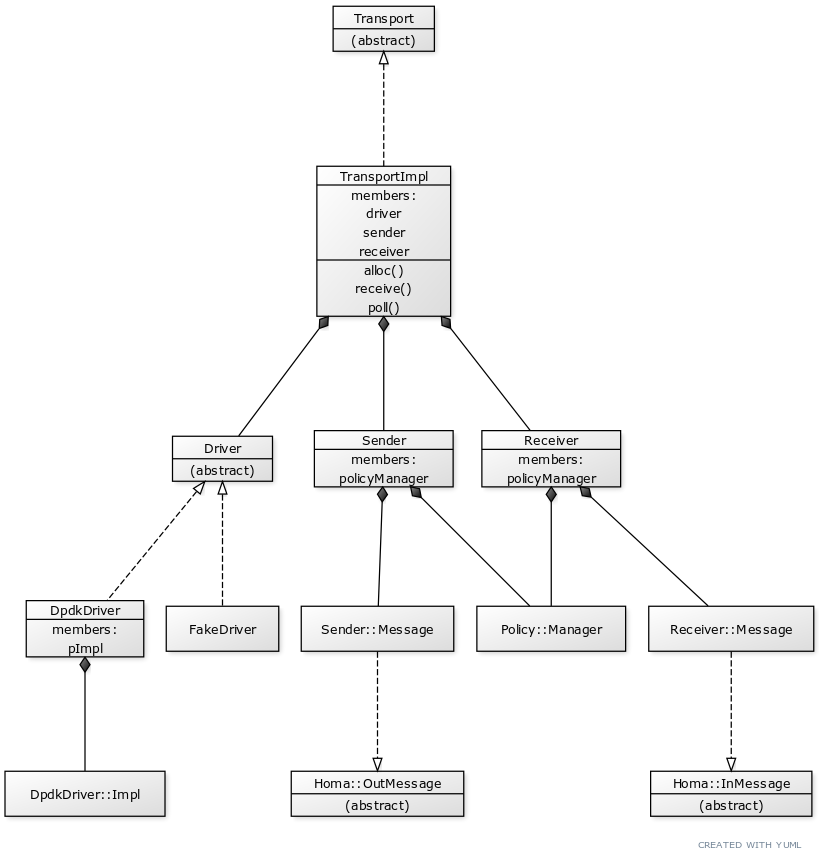 Transport
(abstract)
TransportImpl
members:
driver
sender
receiver
alloc()
receive()
poll()
Driver
(abstract)
Sender
members:
policyManager
Receiver
members:
policyManager
DpdkDriver
members:
pImpl
FakeDriver
Sender::Message
Policy::Manager
Receiver::Message
DpdkDriver::Impl
Homa::OutMessage
(abstract)
Homa::InMessage
(abstract)
CREATED WITH YUML